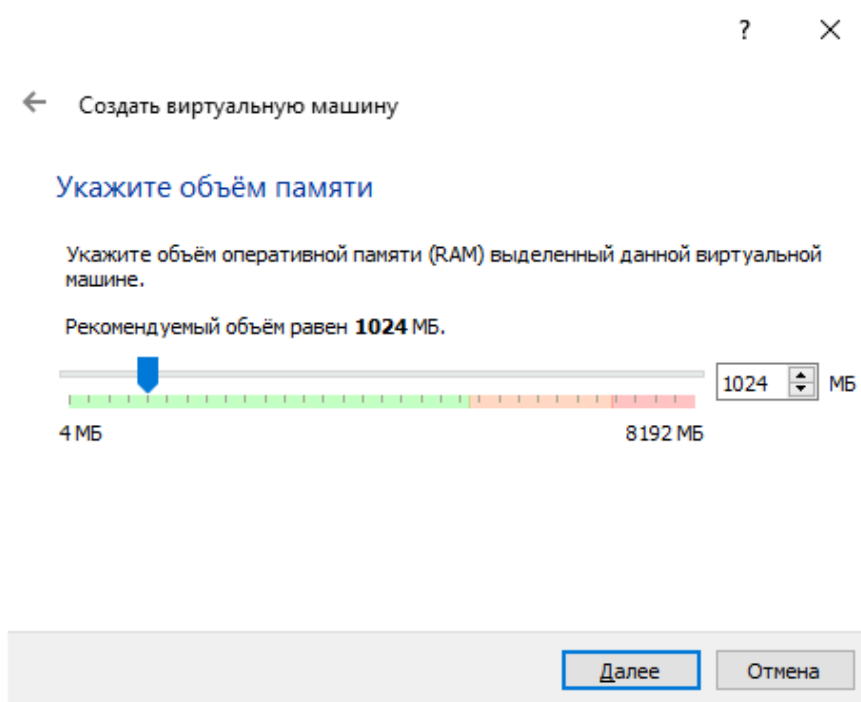 ?
Создать виртуальную машину
Укажите объём памяти
Укажите объём оперативной памяти (RAM) выделенный данной виртуальной
машине.
Рекомендуемый объём равен 1024 МБ.
1024 МБ
4 МБ 8192 МБ
Далее Отмена